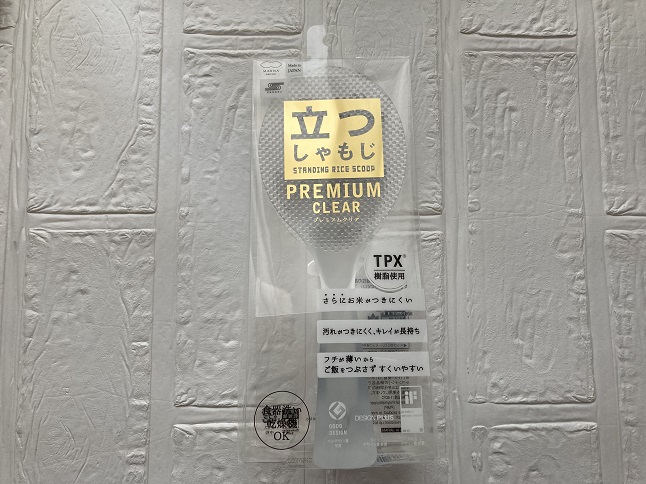 MARNA
Made in
JAPAN
立つ
しゃもじ
STANDING RICE SCOOP
PREMIUM
CLEAR
プレミアムクリア
TPX®
樹脂使用
さらにお米がつきにくい
汚れがつきにくく、キレイが長持ち
フチが薄いから
ご飯をつぶさず すくいやすい
食器洗い
乾燥機
OK
GOOD
DESIGN
DESIGN PLUS
iF